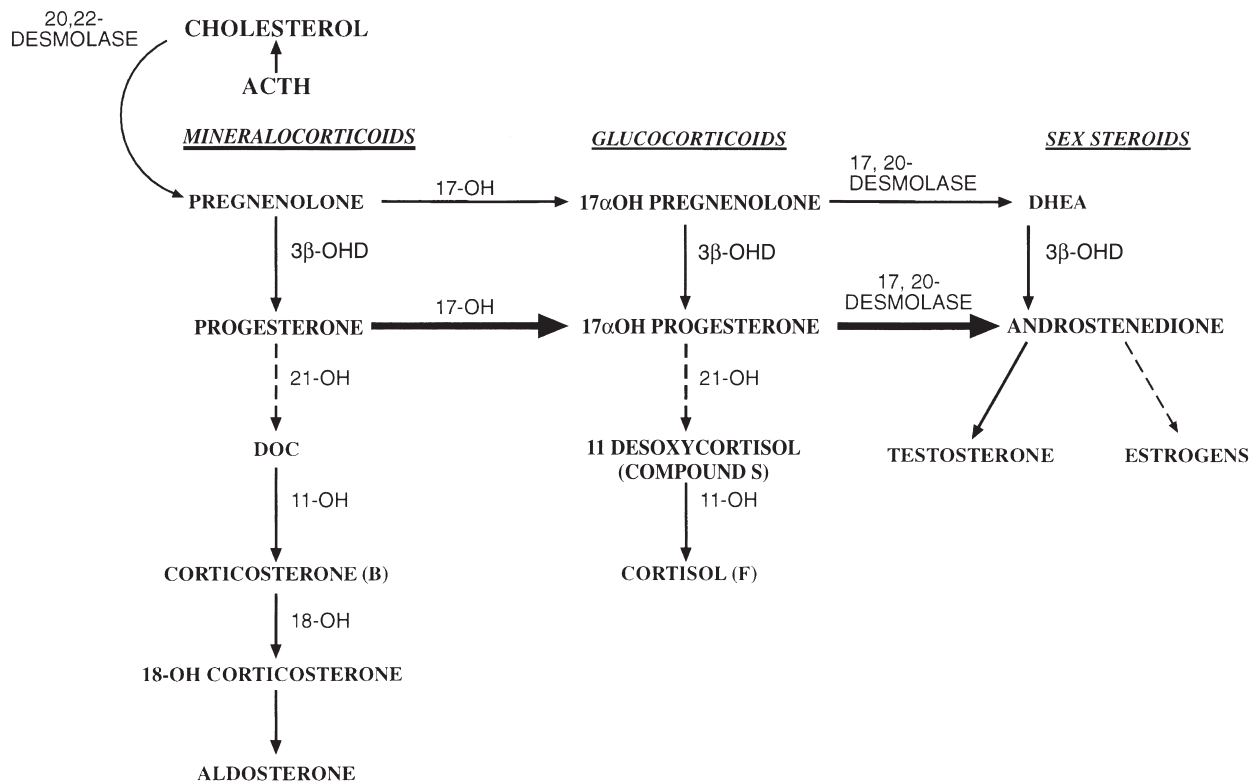 20,22-
DESMOLASE
CHOLESTEROL
ACTH
MINERALOCORTICOIDS
GLUCOCORTICOIDS
SEX STEROIDS
PREGNENOLONE
17-OH
17αOH PREGNENOLONE
17, 20-
DESMOLASE
DHEA
3β-OHD
3β-OHD
3β-OHD
PROGESTERONE
17-OH
17αOH PROGESTERONE
17, 20-
DESMOLASE
ANDROSTENEDIONE
21-OH
21-OH
DOC
11 DESOXYCORTISOL
(COMPOUND S)
TESTOSTERONE
ESTROGENS
11-OH
11-OH
CORTICOSTERONE (B)
CORTISOL (F)
18-OH
18-OH CORTICOSTERONE
ALDOSTERONE